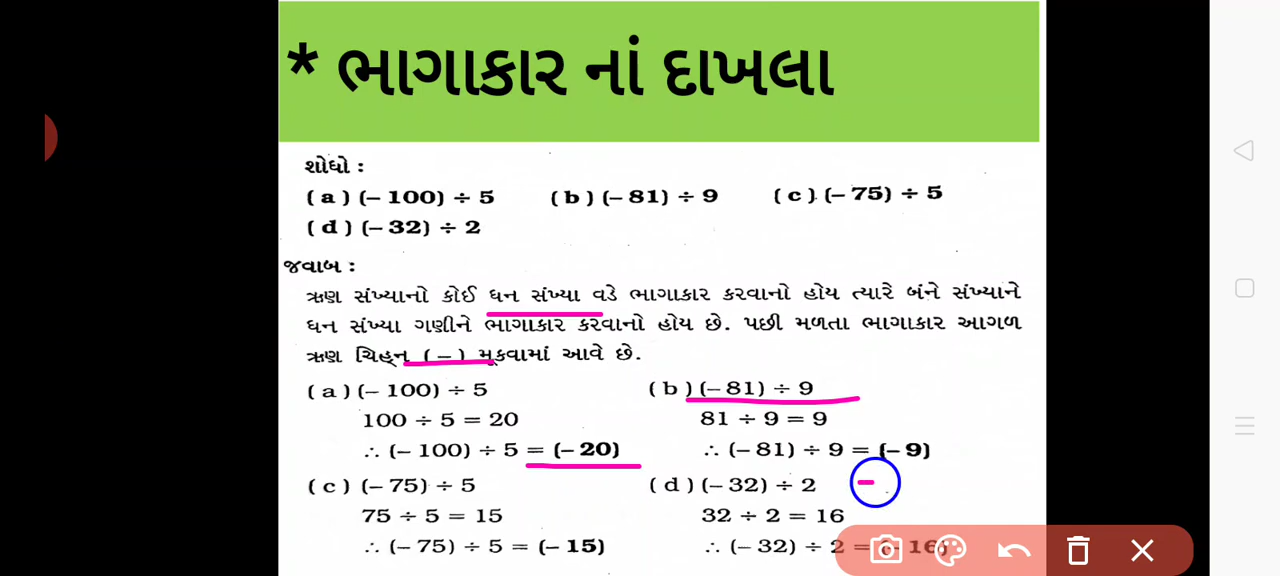 * ભાગાકાર નાં દાખલા
શોધો :
( a ) (– 100) ÷ 5 ( b ) (– 81) ÷ 9 ( c ) (– 75) ÷ 5
( d ) (– 32) ÷ 2
જવાબ :
ઋણ સંખ્યાનો કોઈ ધન સંખ્યા વડે ભાગાકાર કરવાનો હોય ત્યારે બંને સંખ્યાને
ધન સંખ્યા ગણીને ભાગાકાર કરવાનો હોય છે. પછી મળતા ભાગાકાર આગળ
ઋણ ચિહ્ન (–) મૂકવામાં આવે છે.
( a ) (– 100) ÷ 5 ( b ) (– 81) ÷ 9
100 ÷ 5 = 20 81 ÷ 9 = 9
∴ (– 100) ÷ 5 = (– 20) ∴ (– 81) ÷ 9 = (– 9)
( c ) (– 75) ÷ 5 ( d ) (– 32) ÷ 2 –
75 ÷ 5 = 15 32 ÷ 2 = 16
∴ (– 75) ÷ 5 = (– 15) ∴ (– 32) ÷ 2 = (– 16)